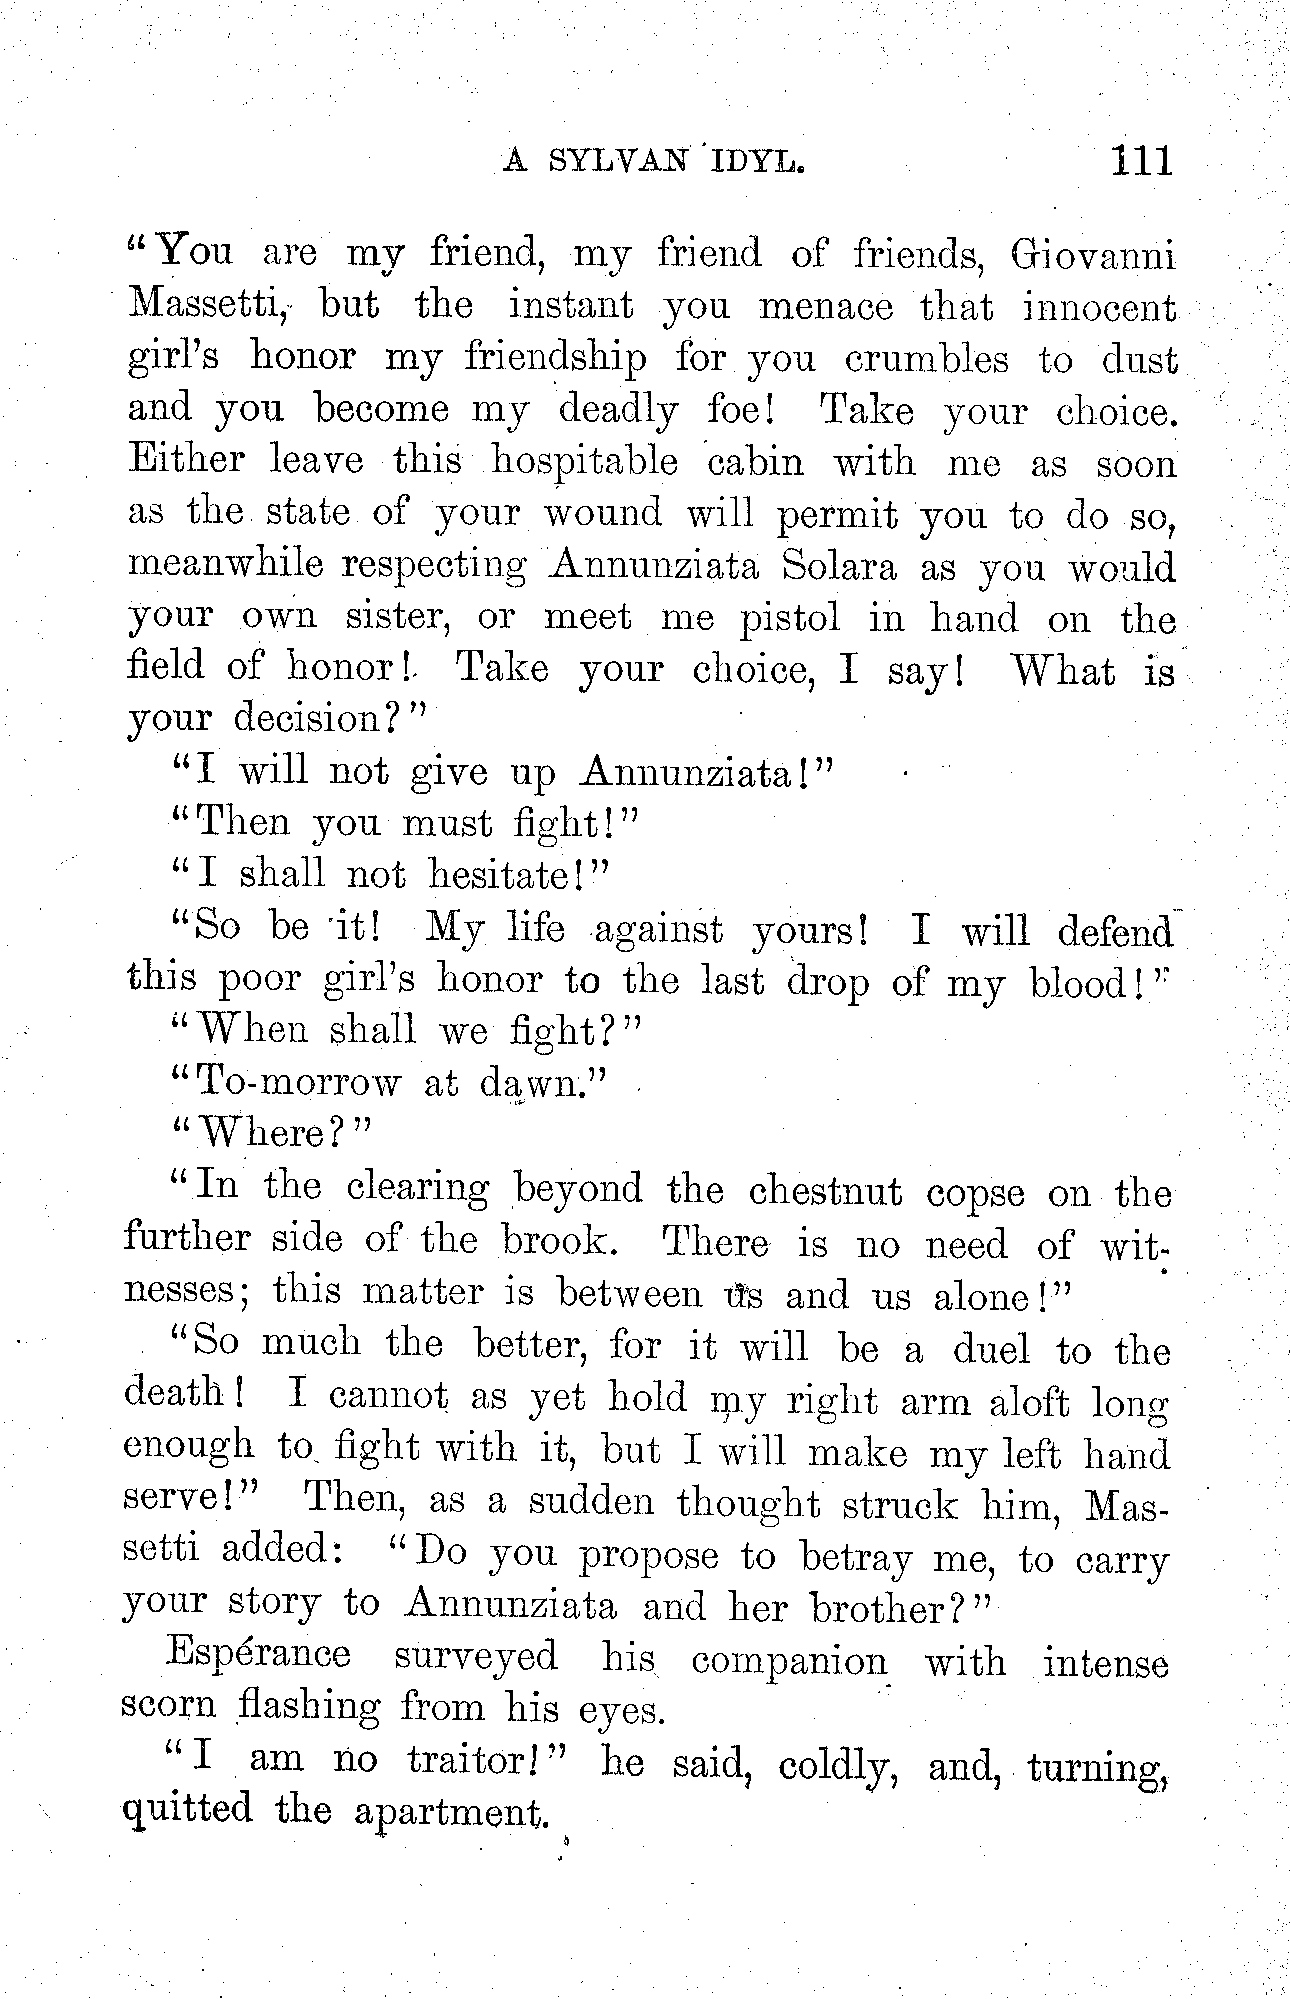 A SYLVAN IDYL. 111
“You are my friend, my friend of friends, Giovanni
Massetti, but the instant you menace that innocent
girl’s honor my friendship for you crumbles to dust
and you become my deadly foe! Take your choice.
Either leave this hospitable cabin with me as soon
as the state of your wound will permit you to do so,
meanwhile respecting Annunziata Solara as you would
your own sister, or meet me pistol in hand on the
field of honor! Take your choice, I say! What is
your decision?”
“I will not give up Annunziata!”
“Then you must fight!”
“I shall not hesitate!”
“So be it! My life against yours! I will defend
this poor girl’s honor to the last drop of my blood!”
“When shall we fight?”
“To-morrow at dawn.”
“Where?”
“In the clearing beyond the chestnut copse on the
further side of the brook. There is no need of wit-
nesses; this matter is between us and us alone!”
“So much the better, for it will be a duel to the
death! I cannot as yet hold my right arm aloft long
enough to fight with it, but I will make my left hand
serve!” Then, as a sudden thought struck him, Mas-
setti added: “Do you propose to betray me, to carry
your story to Annunziata and her brother?”
Espérance surveyed his companion with intense
scorn flashing from his eyes.
“I am no traitor!” he said, coldly, and, turning,
quitted the apartment.